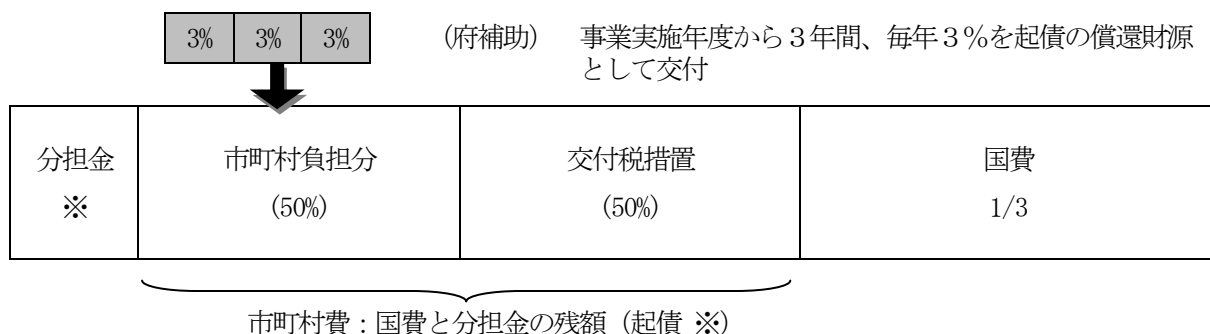 3% 3% 3% (府補助) 事業実施年度から3年間、毎年3%を起債の償還財源
として交付
分担金 市町村負担分 交付税措置 国費
※ (50%) (50%) 1/3
市町村費：国費と分担金の残額（起債 ※）